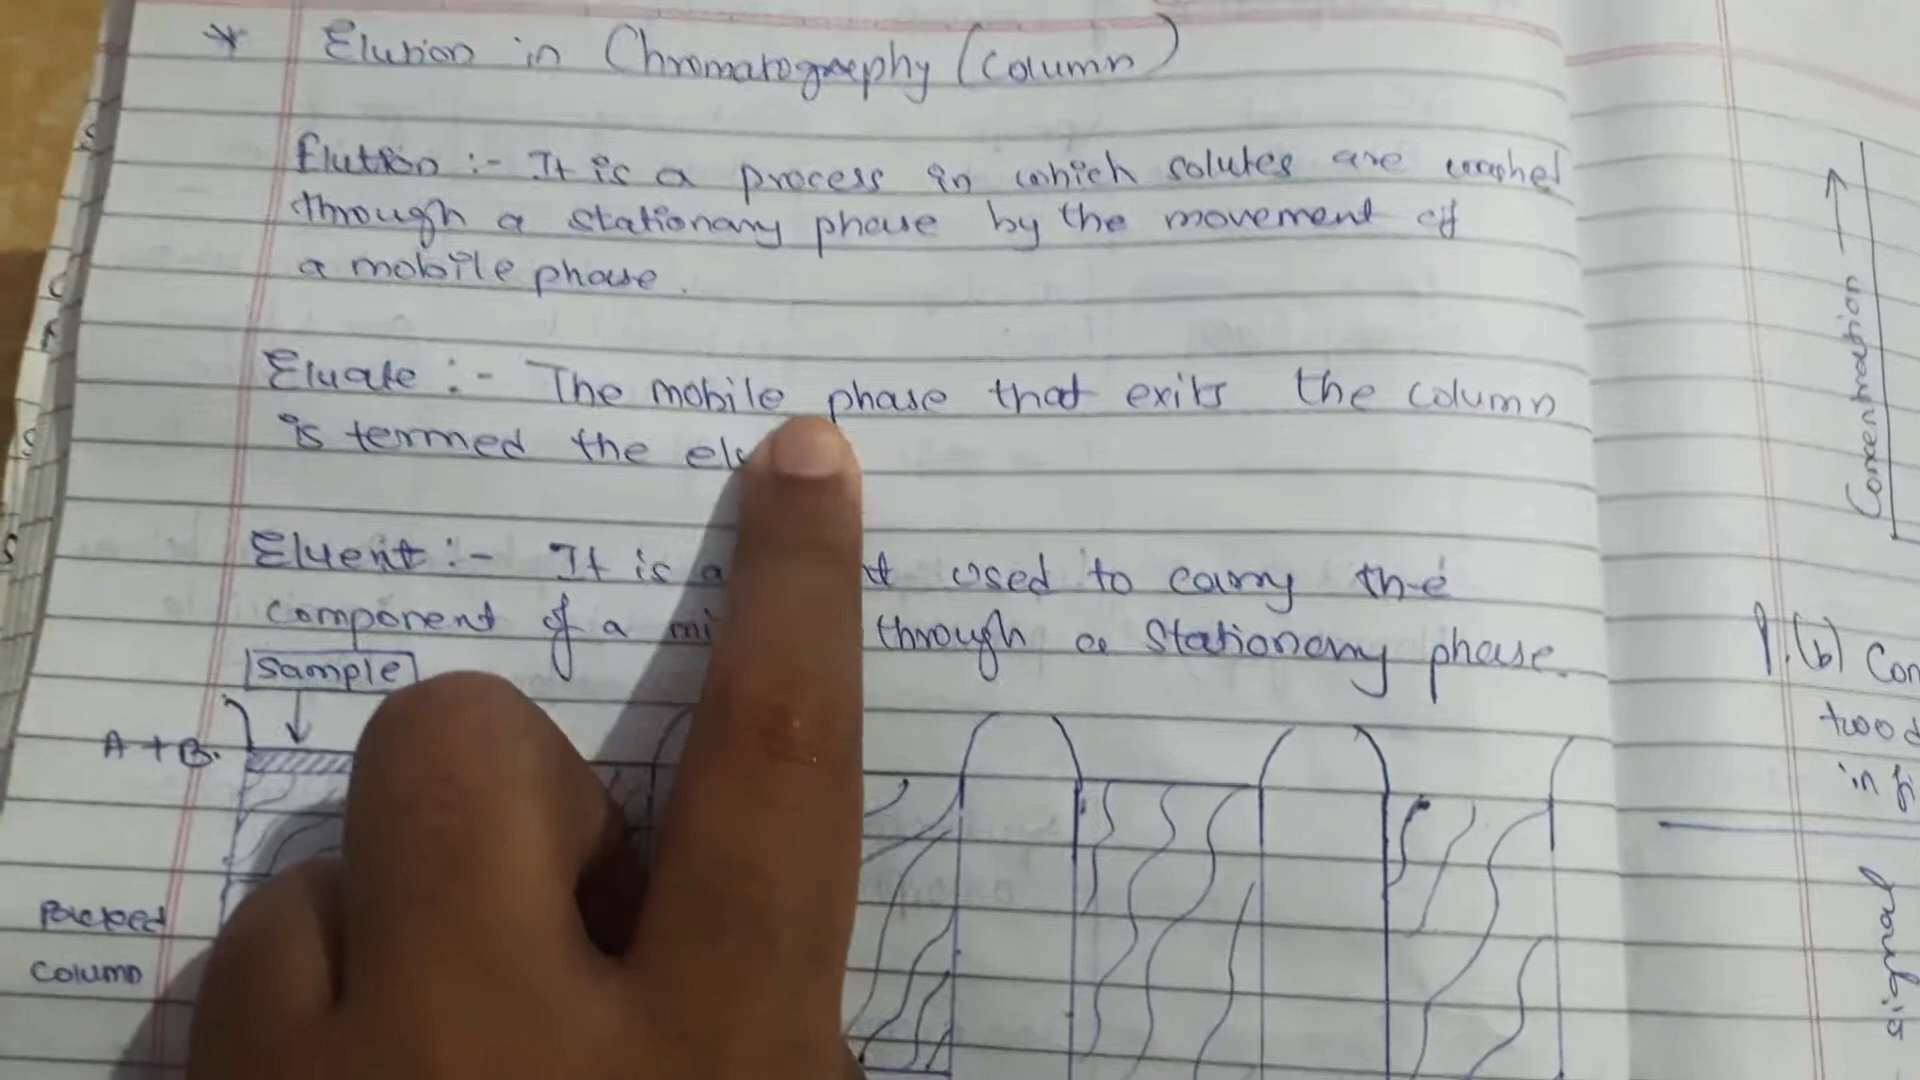 * Elution in Chromatography (Column)
Elution :- It is a process in which solutes are washed
through a stationary phase by the movement of
a mobile phase.
Eluate :- The mobile phase that exits the column
is termed the
Eluent :- It is a used to carry the
component of a through a Stationary phase.
Sample
A + B.
Packed
Column
Concentration
(b) Con
in fi
signal